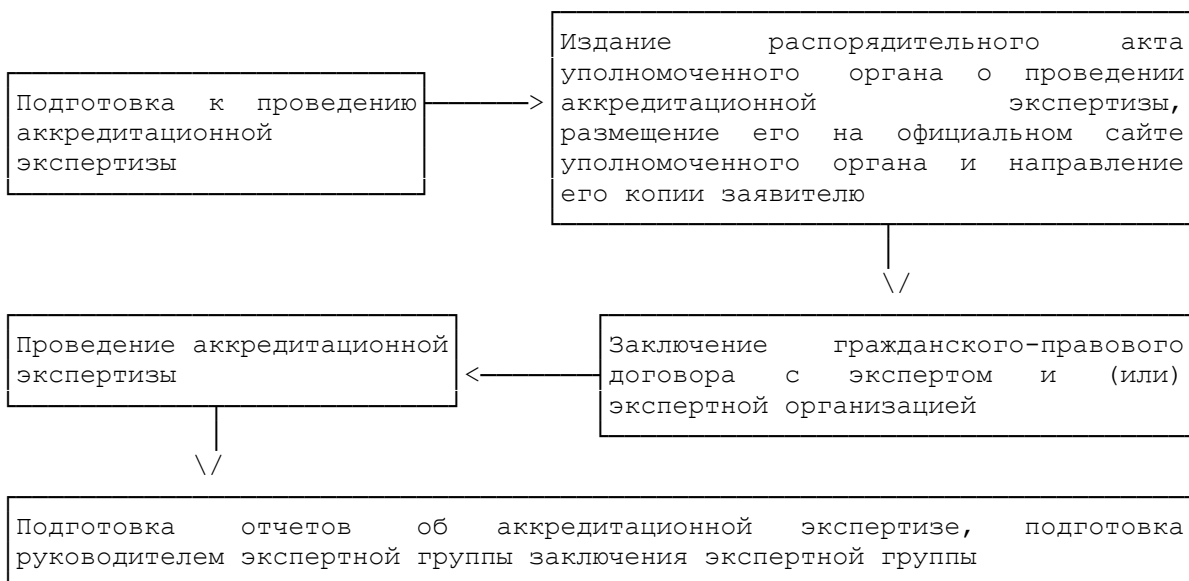 Подготовка к проведению
аккредитационной
экспертизы
Издание распорядительного акта
уполномоченного органа о проведении
аккредитационной экспертизы,
размещение его на официальном сайте
уполномоченного органа и направление
его копии заявителю
Заключение гражданского-правового
договора с экспертом и (или)
экспертной организацией
Проведение аккредитационной
экспертизы
Подготовка отчетов об аккредитационной экспертизе, подготовка
руководителем экспертной группы заключения экспертной группы